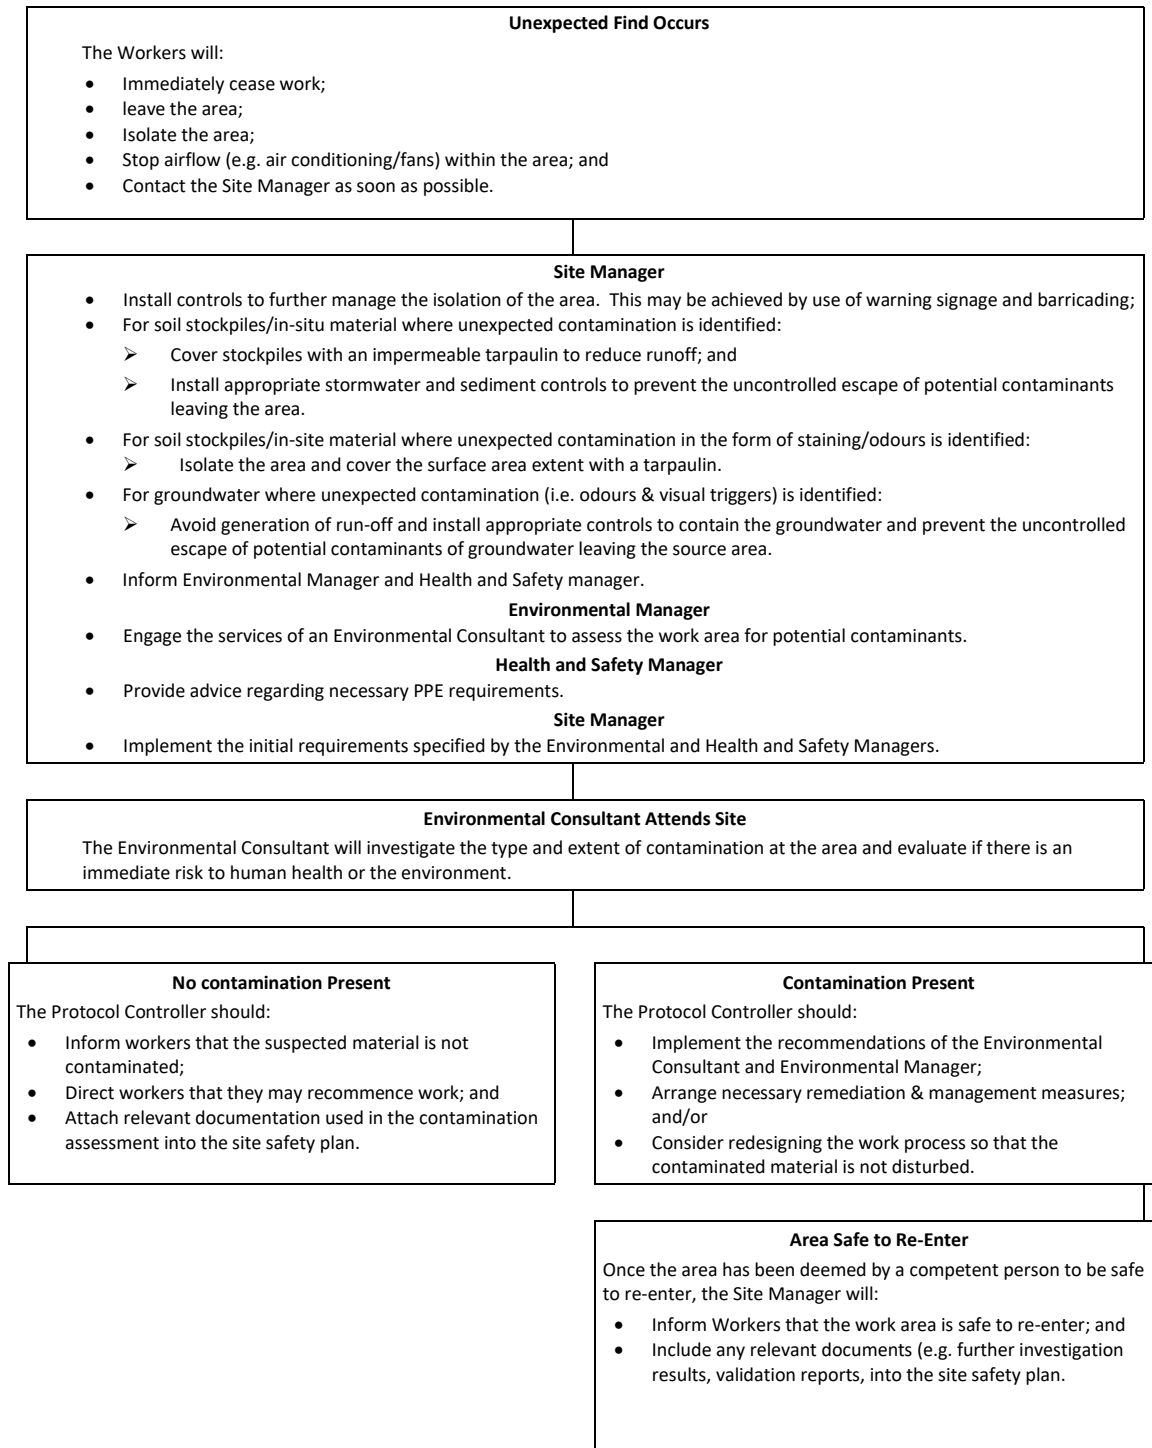 Unexpected Find Occurs
The Workers will:
• Immediately cease work;
• leave the area;
• Isolate the area;
• Stop airflow (e.g. air conditioning/fans) within the area; and
• Contact the Site Manager as soon as possible.
Site Manager
• Install controls to further manage the isolation of the area. This may be achieved by use of warning signage and barricading;
• For soil stockpiles/in-situ material where unexpected contamination is identified:
➢ Cover stockpiles with an impermeable tarpaulin to reduce runoff; and
➢ Install appropriate stormwater and sediment controls to prevent the uncontrolled escape of potential contaminants
leaving the area.
• For soil stockpiles/in-site material where unexpected contamination in the form of staining/odours is identified:
➢ Isolate the area and cover the surface area extent with a tarpaulin.
• For groundwater where unexpected contamination (i.e. odours & visual triggers) is identified:
➢ Avoid generation of run-off and install appropriate controls to contain the groundwater and prevent the uncontrolled
escape of potential contaminants of groundwater leaving the source area.
• Inform Environmental Manager and Health and Safety manager.
Environmental Manager
• Engage the services of an Environmental Consultant to assess the work area for potential contaminants.
Health and Safety Manager
• Provide advice regarding necessary PPE requirements.
Site Manager
• Implement the initial requirements specified by the Environmental and Health and Safety Managers.
Environmental Consultant Attends Site
The Environmental Consultant will investigate the type and extent of contamination at the area and evaluate if there is an
immediate risk to human health or the environment.
No contamination Present
The Protocol Controller should:
• Inform workers that the suspected material is not
contaminated;
• Direct workers that they may recommence work; and
• Attach relevant documentation used in the contamination
assessment into the site safety plan.
Contamination Present
The Protocol Controller should:
• Implement the recommendations of the Environmental
Consultant and Environmental Manager;
• Arrange necessary remediation & management measures;
and/or
• Consider redesigning the work process so that the
contaminated material is not disturbed.
Area Safe to Re-Enter
Once the area has been deemed by a competent person to be safe
to re-enter, the Site Manager will:
• Inform Workers that the work area is safe to re-enter; and
• Include any relevant documents (e.g. further investigation
results, validation reports, into the site safety plan.